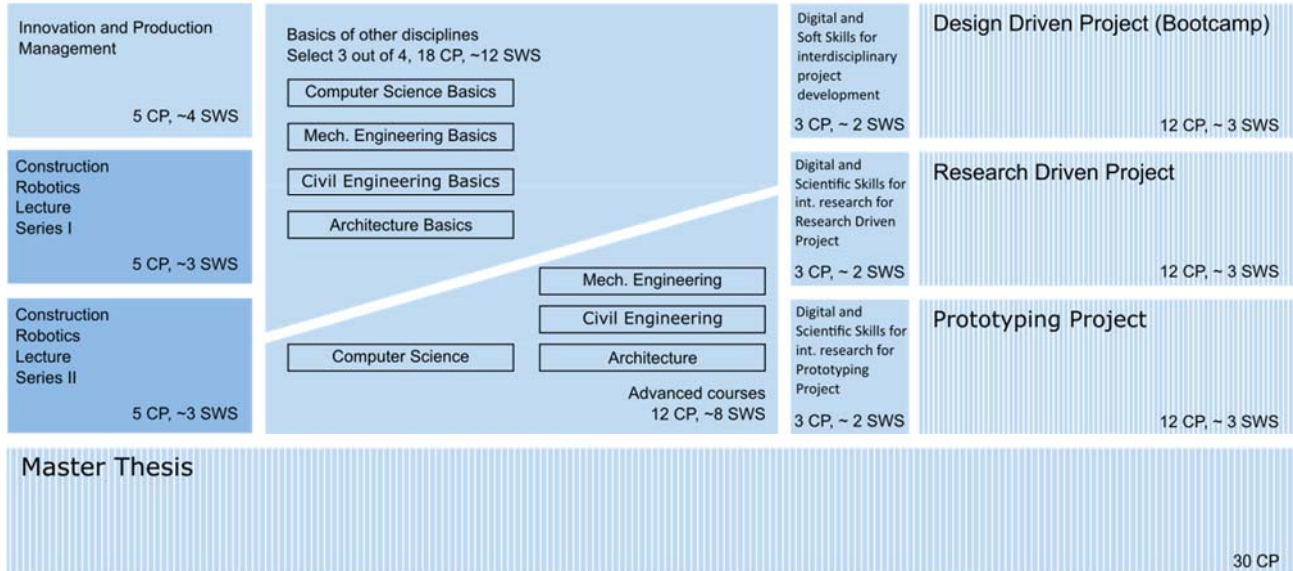 Innovation and Production
Management
5 CP, ~4 SWS
Basics of other disciplines
Select 3 out of 4, 18 CP, ~12 SWS
Computer Science Basics
Mech. Engineering Basics
Civil Engineering Basics
Architecture Basics
Digital and
Soft Skills for
interdisciplinary
project
development
3 CP, ~ 2 SWS
Design Driven Project (Bootcamp)
12 CP, ~ 3 SWS
Construction
Robotics
Lecture
Series I
5 CP, ~3 SWS
Digital and
Scientific Skills for
int. research for
Research Driven
Project
3 CP, ~ 2 SWS
Research Driven Project
12 CP, ~ 3 SWS
Construction
Robotics
Lecture
Series II
5 CP, ~3 SWS
Mech. Engineering
Civil Engineering
Computer Science
Architecture
Advanced courses
12 CP, ~8 SWS
Digital and
Scientific Skills for
int. research for
Prototyping
Project
3 CP, ~ 2 SWS
Prototyping Project
12 CP, ~ 3 SWS
Master Thesis
30 CP